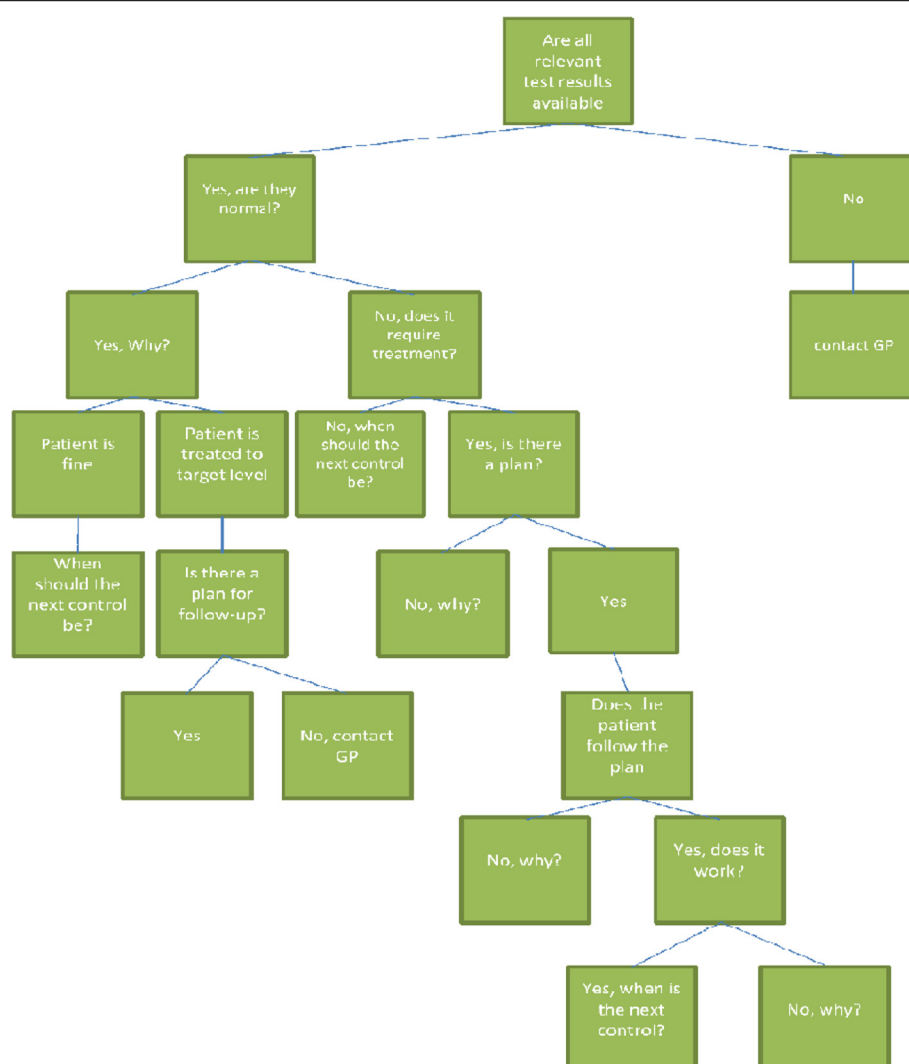 Are all
relevant
test results
available
Yes, are they
normal?
No
Yes, Why?
No, does it
require
treatment?
contact GP
Patient is
fine
Patient is
treated to
target level
No, when
should the
next control
be?
Yes, is there
a plan?
When
should the
next control
be?
Is there a
plan for
follow-up?
No, why?
Yes
Yes
No, contact
GP
Does the
patient
follow the
plan
No, why?
Yes, does it
work?
Yes, when is
the next
control?
No, why?